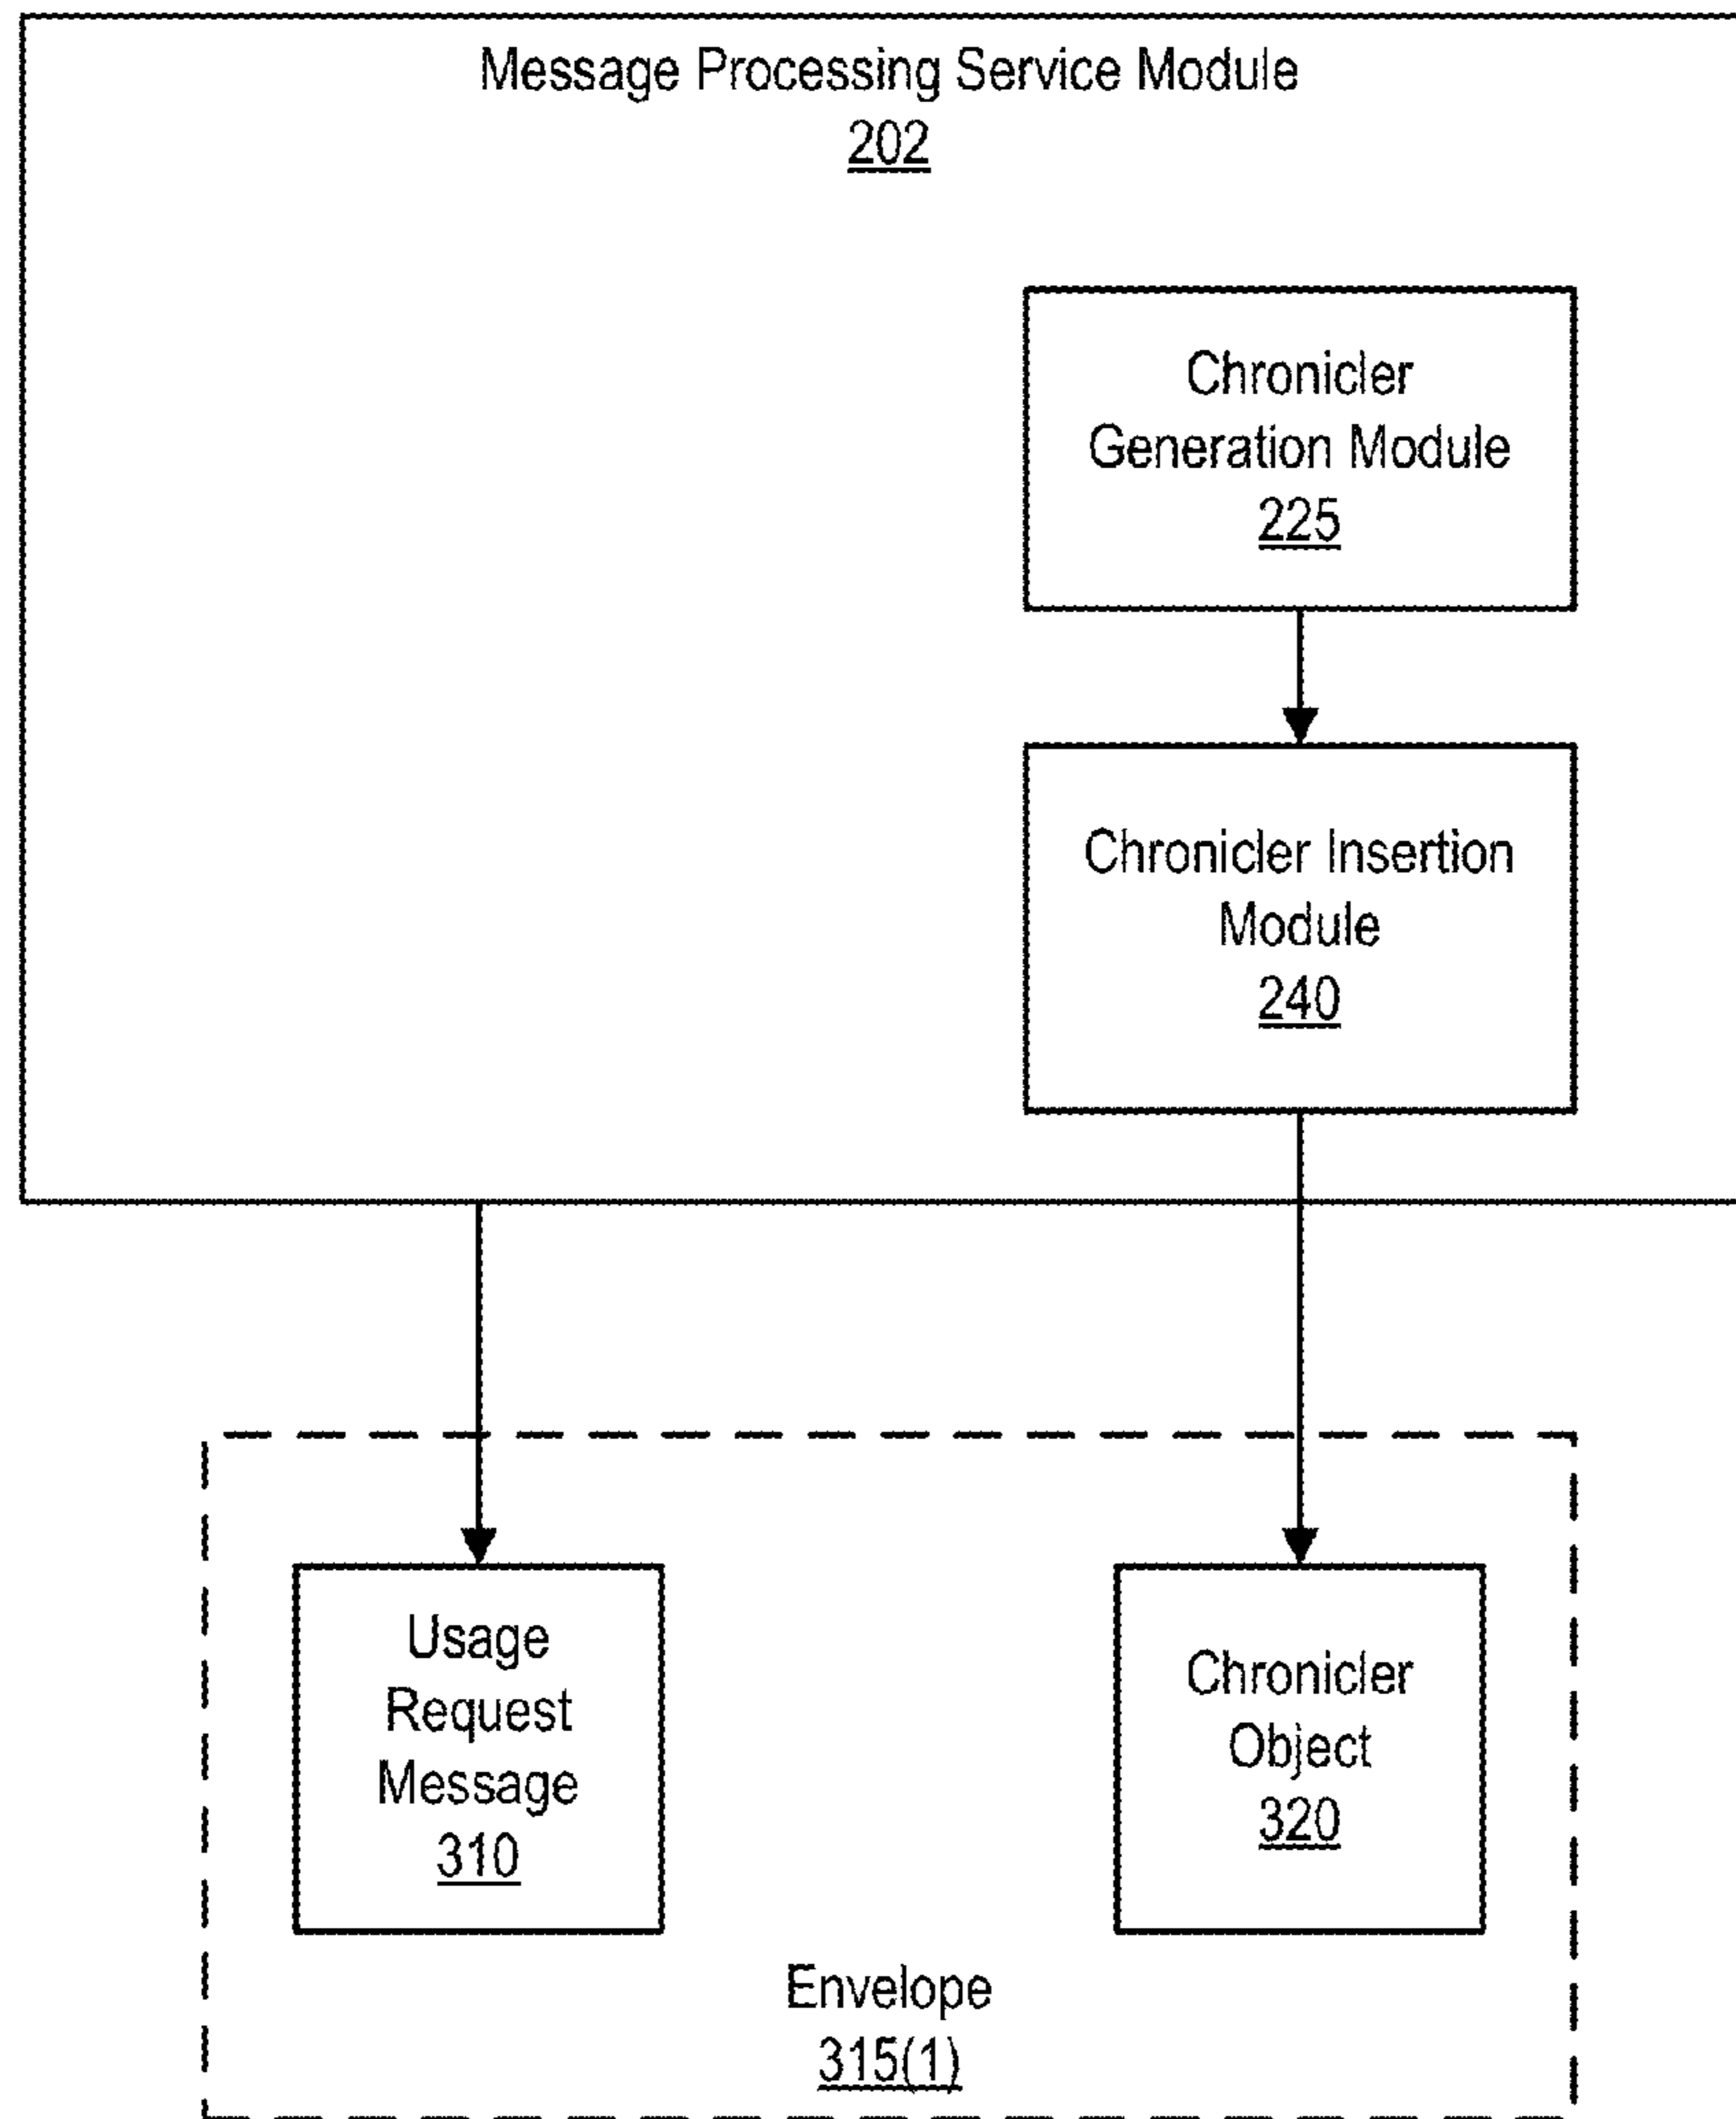 Message Processing Service Module
202
Chronicler
Generation Module
225
Chronicler Insertion
Module
240
Usage
Request
Message
310
Chronicler
Object
320
Envelope
315(1)